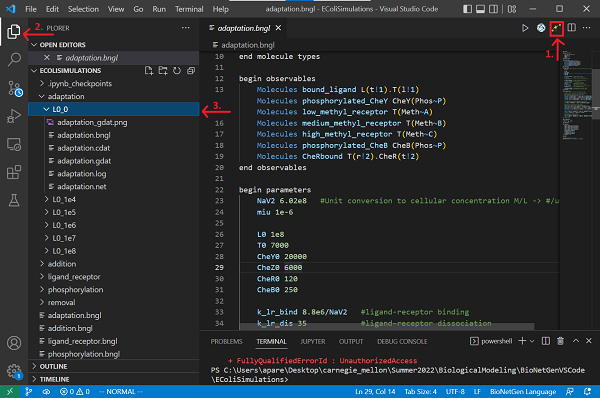 File Edit Selection View Go ··· adaptation.bngl - EColiSimulations - Visual Studio Code
2.
PLORER ···
OPEN EDITORS
adaptation.bngl
ECOLISIMULATIONS
.ipynb_checkpoints
adaptation
L0_0
3.
adaptation_gdat.png
adaptation.bngl
adaptation.cdat
adaptation.gdat
adaptation.log
adaptation.net
L0_1e4
L0_1e5
L0_1e6
L0_1e7
L0_1e8
addition
ligand_receptor
phosphorylation
removal
adaptation.bngl
addition.bngl
ligand_receptor.bngl
phosphorylation.bngl
OUTLINE
TIMELINE
adaptation.bngl
1.
adaptation.bngl
10 end molecule types
12 begin observables
13 Molecules bound_ligand L(t!1).T(l!1)
14 Molecules phosphorylated_CheY CheY(Phos~P)
15 Molecules low_methyl_receptor T(Meth~A)
16 Molecules medium_methyl_receptor T(Meth~B)
17 Molecules high_methyl_receptor T(Meth~C)
18 Molecules phosphorylated_CheB CheB(Phos~P)
19 Molecules CheRbound T(r!2).CheR(t!2)
20 end observables
21
22 begin parameters
23 NaV2 6.02e8 #Unit conversion to cellular concentration M/L -> #/u
24 miu 1e-6
25
26 L0 1e8
27 T0 7000
28 CheY0 20000
29 CheZ0 6000
30 CheR0 120
31 CheB0 250
32
33 k_lr_bind 8.8e6/NaV2 #ligand-receptor binding
34 k_lr_dis 35 #ligand-receptor dissociation
PROBLEMS TERMINAL JUPYTER OUTPUT DEBUG CONSOLE
powershell
+ FullyQualifiedErrorId : UnauthorizedAccess
PS C:\Users\apare\Desktop\carnegie_mellon\Summer2022\BiologicalModeling\BioNetGenVSCode
\EColiSimulations>
0 0 -- NORMAL -- Ln 29, Col 14 Tab Size: 4 UTF-8 LF BioNetGen Language